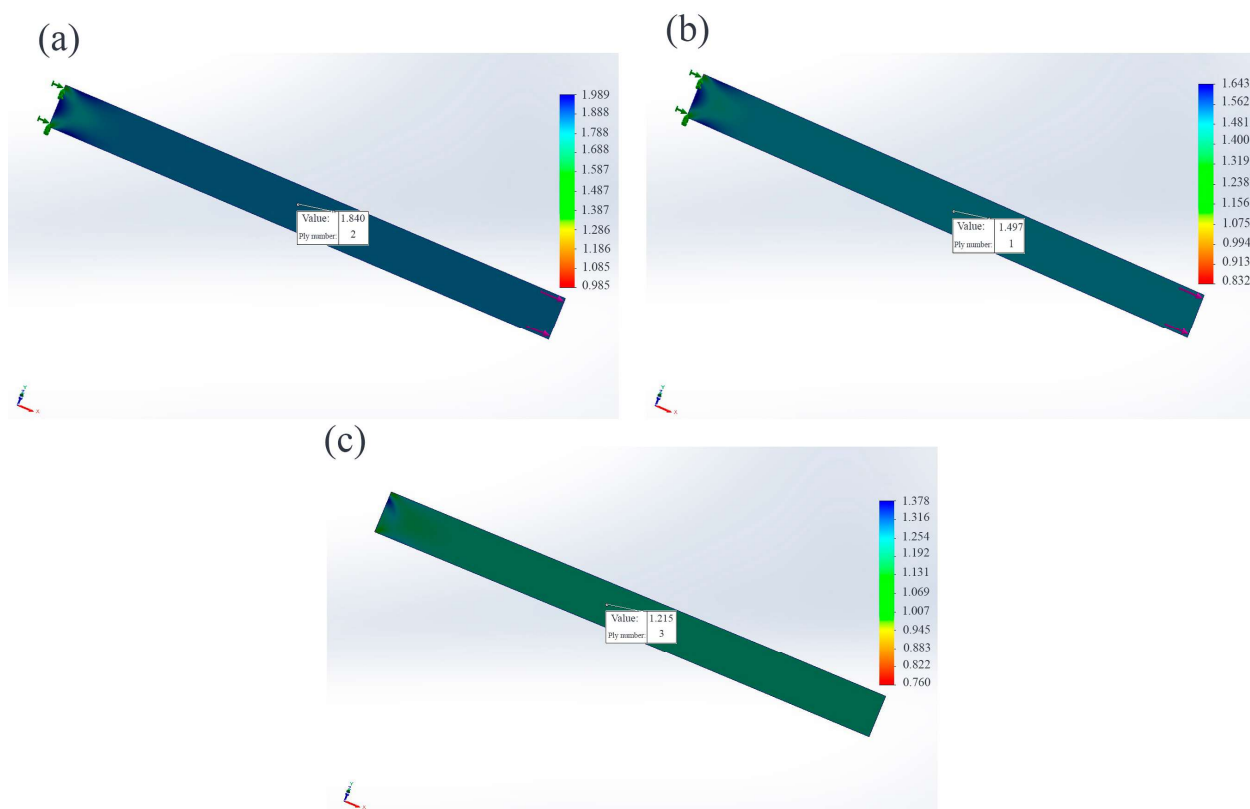 (a)
1.989
1.888
1.788
1.688
1.587
1.487
1.387
1.286
1.186
1.085
0.985
Value: 1.840
Ply number: 2
Y
X
(b)
1.643
1.562
1.481
1.400
1.319
1.238
1.156
1.075
0.994
0.913
0.832
Value: 1.497
Ply number: 1
Y
X
(c)
1.378
1.316
1.254
1.192
1.131
1.069
1.007
0.945
0.883
0.822
0.760
Value: 1.215
Ply number: 3
Y
X